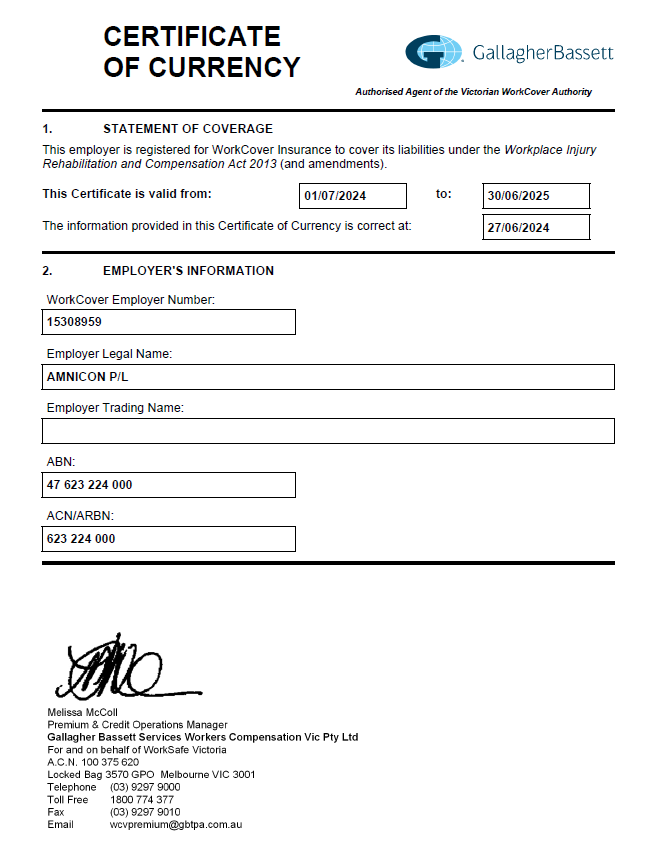 CERTIFICATE
OF CURRENCY
GallagherBassett
Authorised Agent of the Victorian WorkCover Authority
1. STATEMENT OF COVERAGE
This employer is registered for WorkCover Insurance to cover its liabilities under the Workplace Injury
Rehabilitation and Compensation Act 2013 (and amendments).
This Certificate is valid from: 01/07/2024 to: 30/06/2025
The information provided in this Certificate of Currency is correct at: 27/06/2024
2. EMPLOYER'S INFORMATION
WorkCover Employer Number:
15308959
Employer Legal Name:
AMNICON P/L
Employer Trading Name:
ABN:
47 623 224 000
ACN/ARBN:
623 224 000
Melissa McColl
Premium & Credit Operations Manager
Gallagher Bassett Services Workers Compensation Vic Pty Ltd
For and on behalf of WorkSafe Victoria
A.C.N. 100 375 620
Locked Bag 3570 GPO Melbourne VIC 3001
Telephone (03) 9297 9000
Toll Free 1800 774 377
Fax (03) 9297 9010
Email wcvpremium@gbtpa.com.au